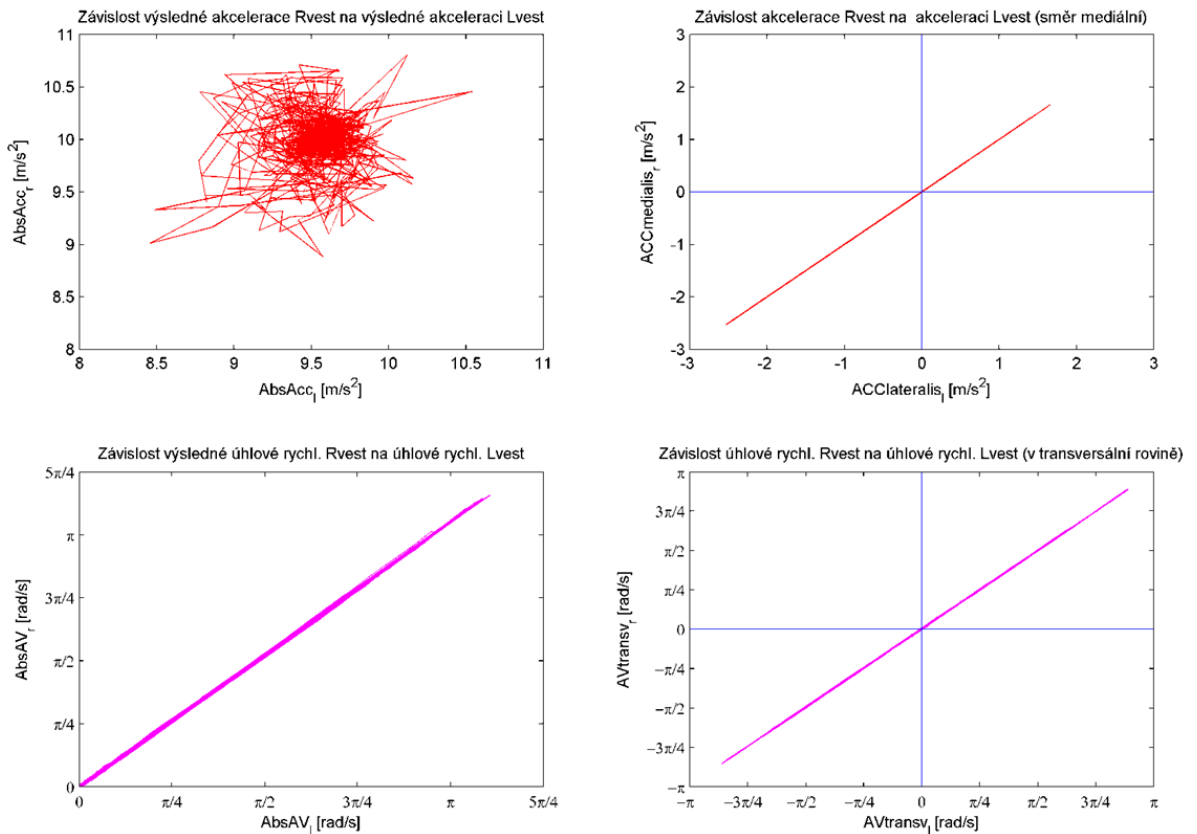 Závislost výsledné akcelerace Rvest na výsledné akceleraci Lvest
11
10.5
10
9.5
9
8.5
8
AbsAcc_r [m/s²]
8 8.5 9 9.5 10 10.5 11
AbsAcc_l [m/s²]
Závislost akcelerace Rvest na akceleraci Lvest (směr mediální)
3
2
1
0
-1
-2
-3
ACCmedialis_r [m/s²]
-3 -2 -1 0 1 2 3
ACClateralis_l [m/s²]
Závislost výsledné úhlové rychl. Rvest na úhlové rychl. Lvest
5π/4
π
3π/4
π/2
π/4
0
AbsAV_r [rad/s]
0 π/4 π/2 3π/4 π 5π/4
AbsAV_l [rad/s]
Závislost úhlové rychl. Rvest na úhlové rychl. Lvest (v transversální rovině)
π
3π/4
π/2
π/4
0
−π/4
−π/2
−3π/4
−π
AVtransv_r [rad/s]
−π −3π/4 −π/2 −π/4 0 π/4 π/2 3π/4 π
AVtransv_l [rad/s]